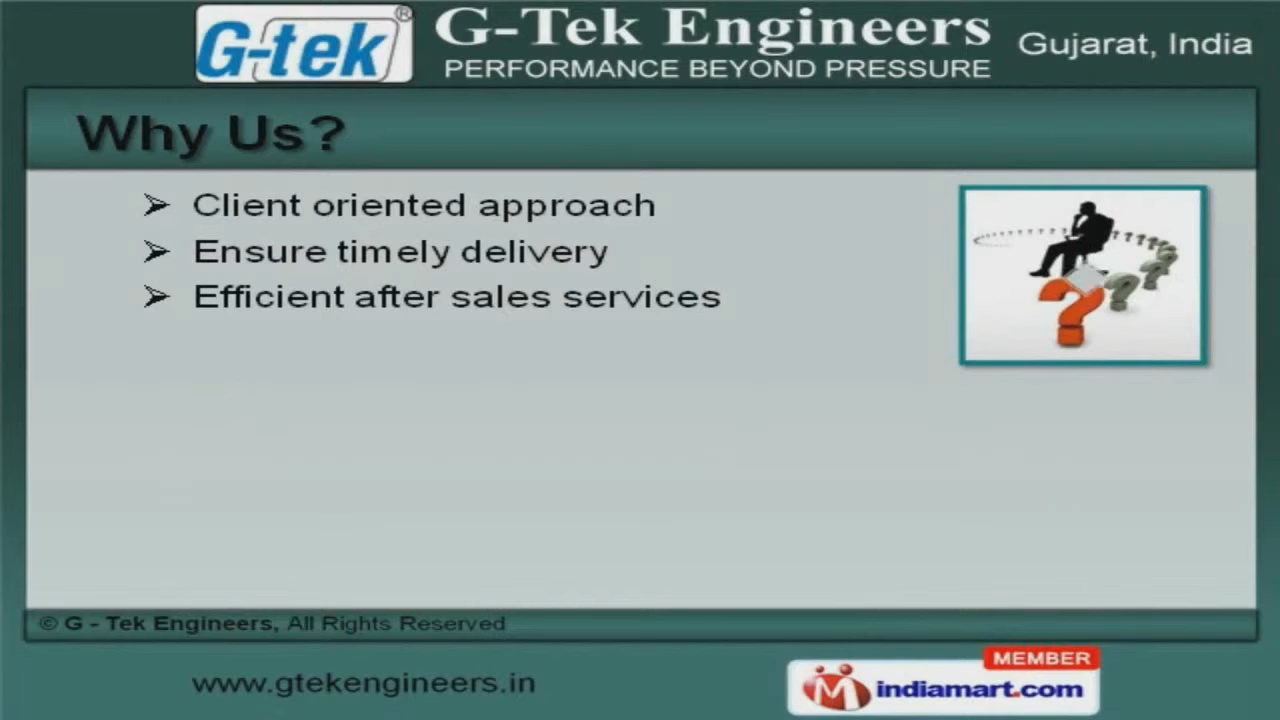 G-tek®
G-Tek Engineers
PERFORMANCE BEYOND PRESSURE
Gujarat, India
Why Us?
➢ Client oriented approach
➢ Ensure timely delivery
➢ Efficient after sales services
© G - Tek Engineers, All Rights Reserved
www.gtekengineers.in
MEMBER
indiamart.com